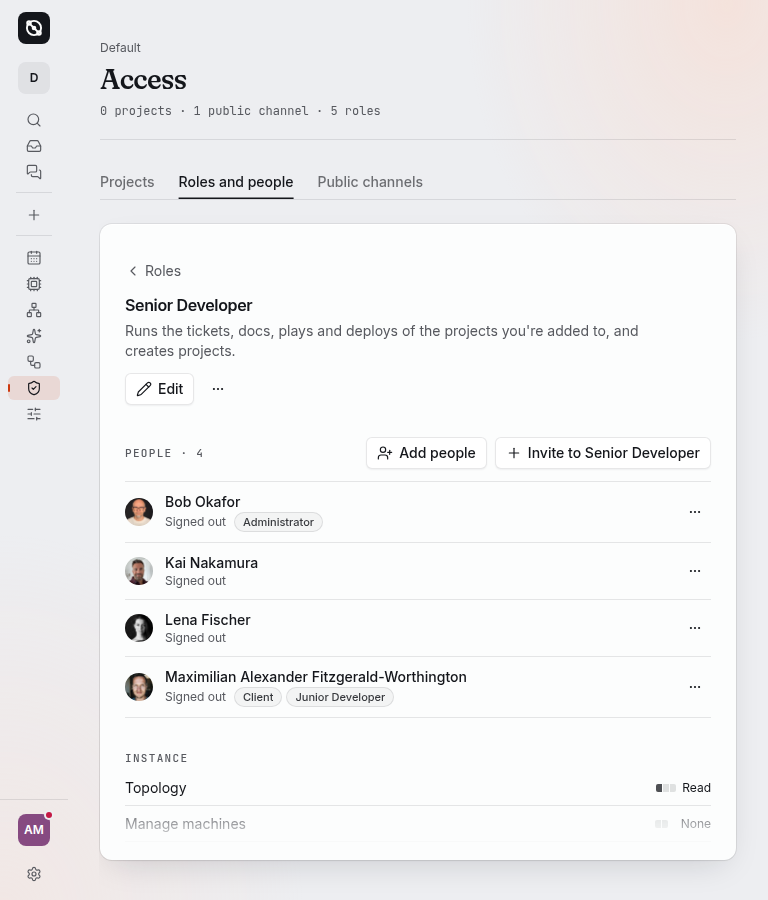 D
Default
Access
0 projects · 1 public channel · 5 roles
Projects
Roles and people
Public channels
Roles
Senior Developer
Runs the tickets, docs, plays and deploys of the projects you're added to, and
creates projects.
Edit
PEOPLE · 4
Add people
Invite to Senior Developer
Bob Okafor
Signed out
Administrator
Kai Nakamura
Signed out
Lena Fischer
Signed out
Maximilian Alexander Fitzgerald-Worthington
Signed out
Client
Junior Developer
INSTANCE
Topology
Read
Manage machines
None
AM